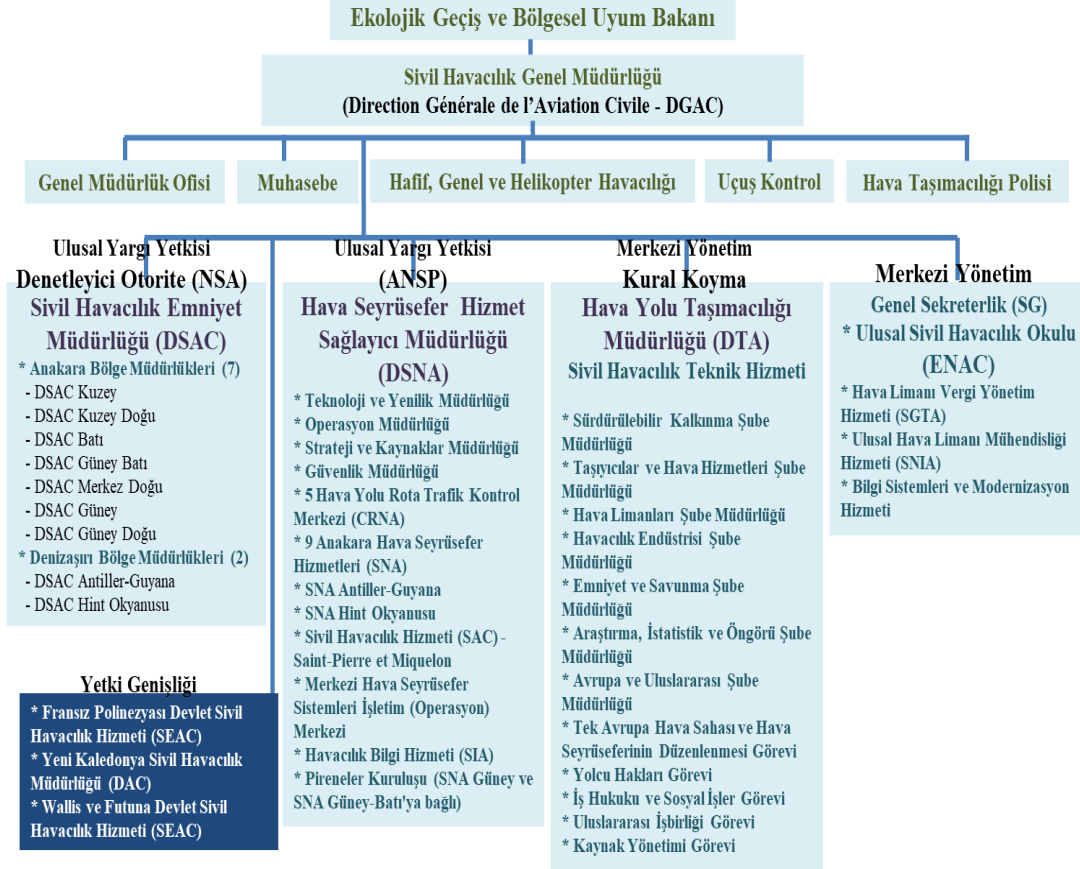 Ekolojik Geçiş ve Bölgesel Uyum Bakanı
Sivil Havacılık Genel Müdürlüğü
(Direction Générale de l’Aviation Civile - DGAC)
Genel Müdürlük Ofisi
Muhasebe
Hafif, Genel ve Helikopter Havacılığı
Uçuş Kontrol
Hava Taşımacılığı Polisi
Ulusal Yargı Yetkisi
Denetleyici Otorite (NSA)
Sivil Havacılık Emniyet
Müdürlüğü (DSAC)
* Anakara Bölge Müdürlükleri (7)
- DSAC Kuzey
- DSAC Kuzey Doğu
- DSAC Batı
- DSAC Güney Batı
- DSAC Merkez Doğu
- DSAC Güney
- DSAC Güney Doğu
* Denizaşırı Bölge Müdürlükleri (2)
- DSAC Antiller-Guyana
- DSAC Hint Okyanusu
Yetki Genişliği
* Fransız Polinezyası Devlet Sivil
Havacılık Hizmeti (SEAC)
* Yeni Kaledonya Sivil Havacılık
Müdürlüğü (DAC)
* Wallis ve Futuna Devlet Sivil
Havacılık Hizmeti (SEAC)
Ulusal Yargı Yetkisi
(ANSP)
Hava Seyrüsefer Hizmet
Sağlayıcı Müdürlüğü
(DSNA)
* Teknoloji ve Yenilik Müdürlüğü
* Operasyon Müdürlüğü
* Strateji ve Kaynaklar Müdürlüğü
* Güvenlik Müdürlüğü
* 5 Hava Yolu Rota Trafik Kontrol
Merkezi (CRNA)
* 9 Anakara Hava Seyrüsefer
Hizmetleri (SNA)
* SNA Antiller-Guyana
* SNA Hint Okyanusu
* Sivil Havacılık Hizmeti (SAC) -
Saint-Pierre et Miquelon
* Merkezi Hava Seyrüsefer
Sistemleri İşletim (Operasyon)
Merkezi
* Havacılık Bilgi Hizmeti (SIA)
* Pireneler Kuruluşu (SNA Güney ve
SNA Güney-Batı'ya bağlı)
Merkezi Yönetim
Kural Koyma
Hava Yolu Taşımacılığı
Müdürlüğü (DTA)
Sivil Havacılık Teknik Hizmeti
* Sürdürülebilir Kalkınma Şube
Müdürlüğü
* Taşıyıcılar ve Hava Hizmetleri Şube
Müdürlüğü
* Hava Limanları Şube Müdürlüğü
* Havacılık Endüstrisi Şube
Müdürlüğü
* Emniyet ve Savunma Şube
Müdürlüğü
* Araştırma, İstatistik ve Öngörü Şube
Müdürlüğü
* Avrupa ve Uluslararası Şube
Müdürlüğü
* Tek Avrupa Hava Sahası ve Hava
Seyrüseferinin Düzenlenmesi Görevi
* Yolcu Hakları Görevi
* İş Hukuku ve Sosyal İşler Görevi
* Uluslararası İşbirliği Görevi
* Kaynak Yönetimi Görevi
Merkezi Yönetim
Genel Sekreterlik (SG)
* Ulusal Sivil Havacılık Okulu
(ENAC)
* Hava Limanı Vergi Yönetim
Hizmeti (SGTA)
* Ulusal Hava Limanı Mühendisliği
Hizmeti (SNIA)
* Bilgi Sistemleri ve Modernizasyon
Hizmeti